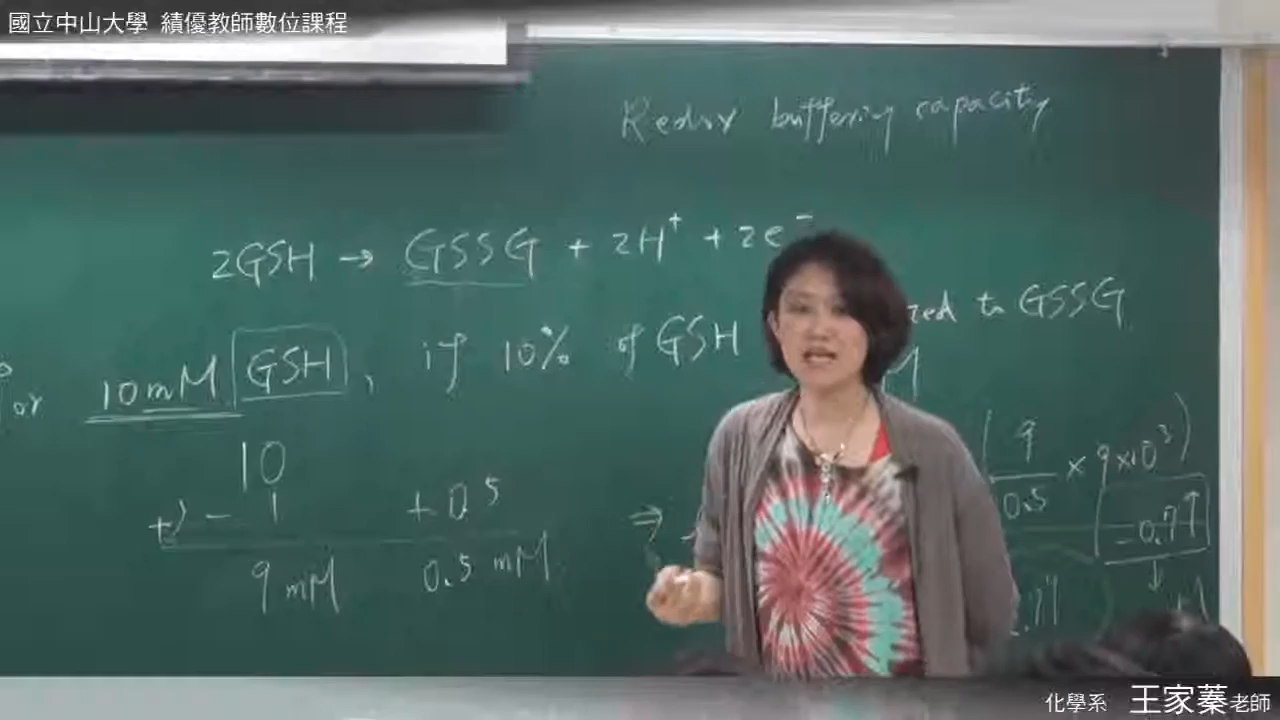 國立中山大學 績優教師數位課程
Redox buffering capacity
2GSH → GSSG + 2H⁺ + 2e⁻
zed to GSSG
or 10mM GSH, if 10% of GSH
10
- 1 + 0.5
9 mM 0.5 mM
⇒
9
0.5 × 9×10³)
-0.77
化學系 王家蓁老師